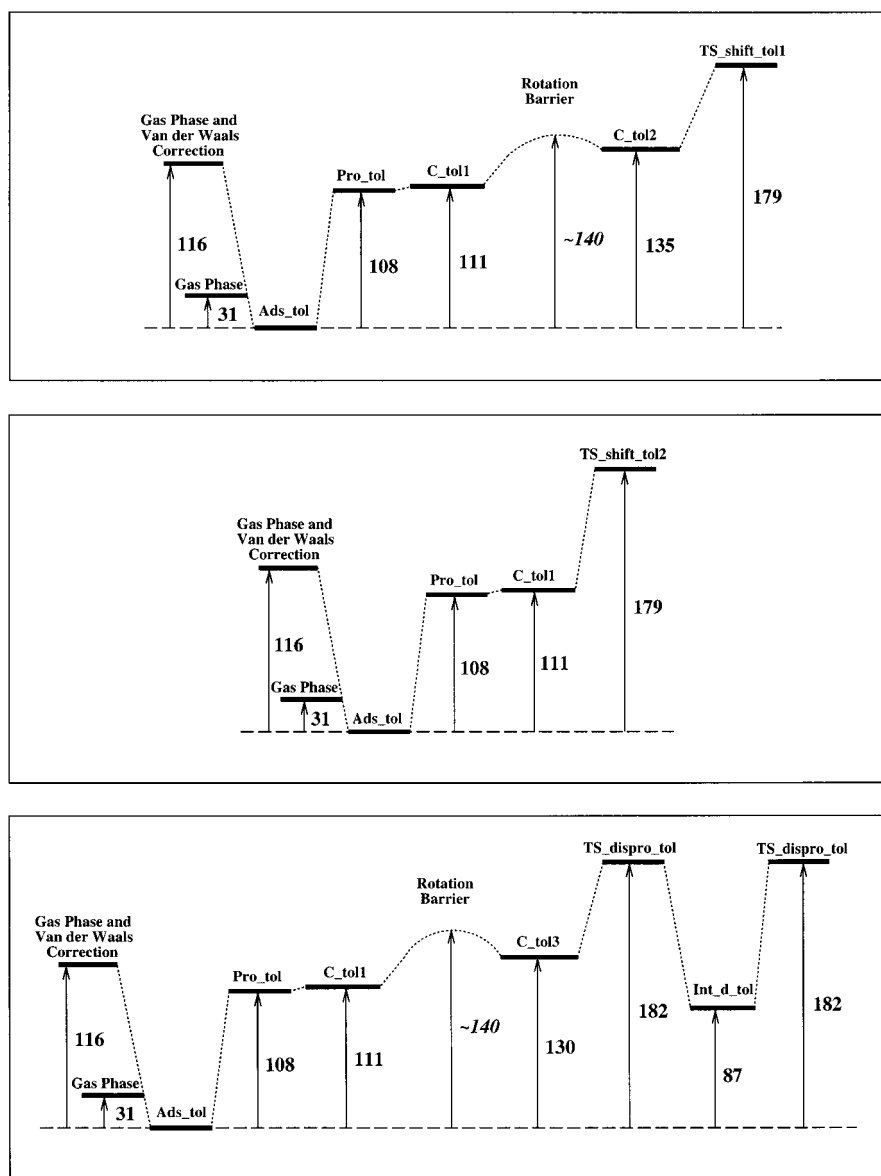 TS_shift_tol1
Rotation
Barrier
Gas Phase and
Van der Waals
Correction
C_tol2
Pro_tol
C_tol1
179
116
~140
135
108
111
Gas Phase
31
Ads_tol
TS_shift_tol2
Gas Phase and
Van der Waals
Correction
Pro_tol
C_tol1
179
116
108
111
Gas Phase
31
Ads_tol
TS_dispro_tol
TS_dispro_tol
Rotation
Barrier
Gas Phase and
Van der Waals
Correction
C_tol3
Pro_tol
C_tol1
Int_d_tol
182
182
116
~140
130
108
111
87
Gas Phase
31
Ads_tol